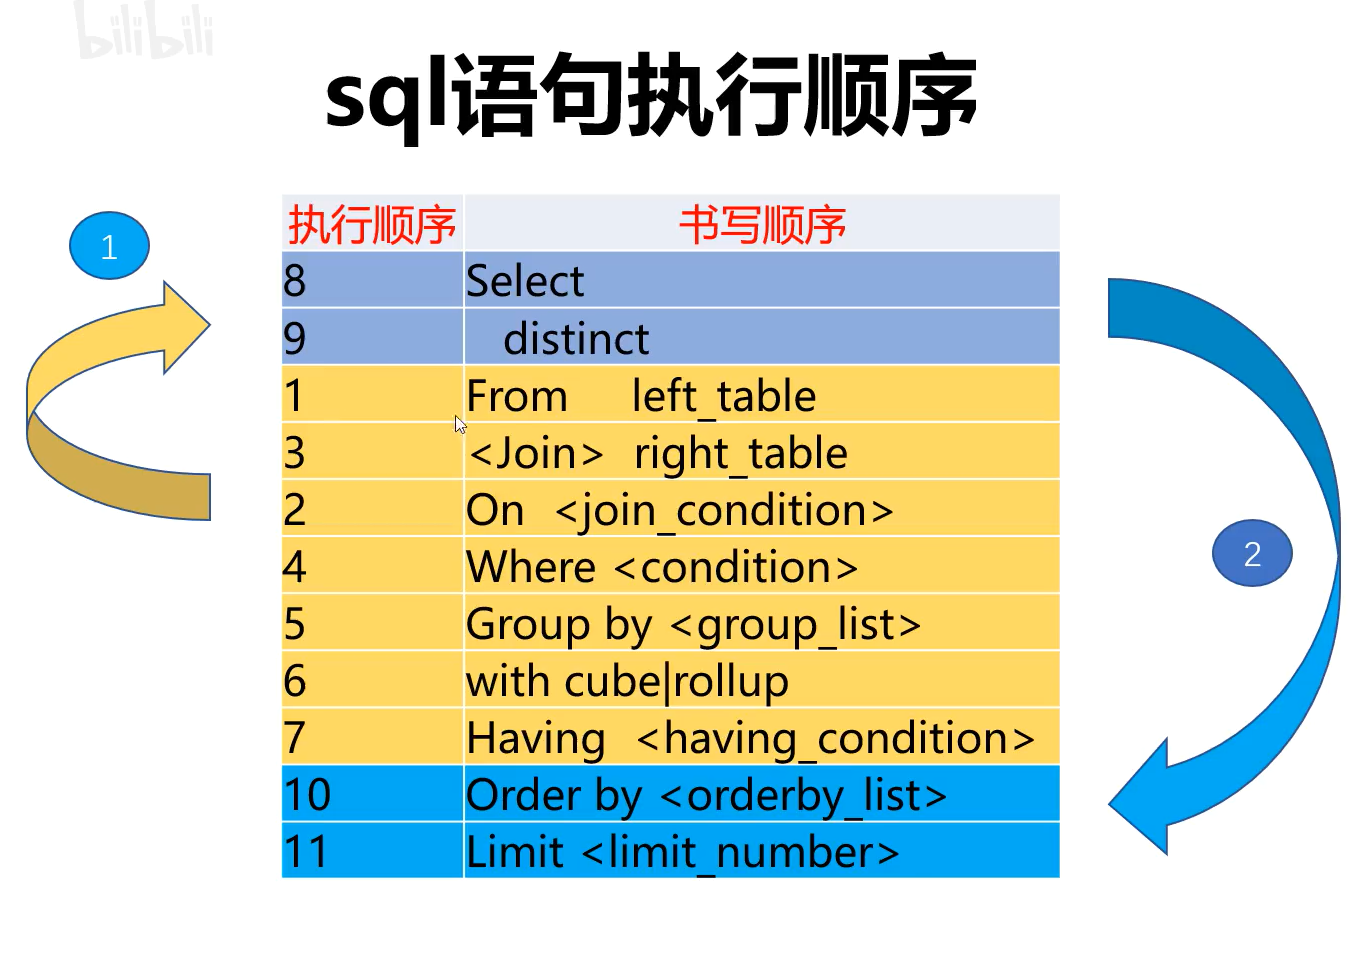 bilibili
sql语句执行顺序
执行顺序 书写顺序
1
8 Select
9 distinct
1 From left_table
3 <Join> right_table
2 On <join_condition>
2
4 Where <condition>
5 Group by <group_list>
6 with cube|rollup
7 Having <having_condition>
10 Order by <orderby_list>
11 Limit <limit_number>